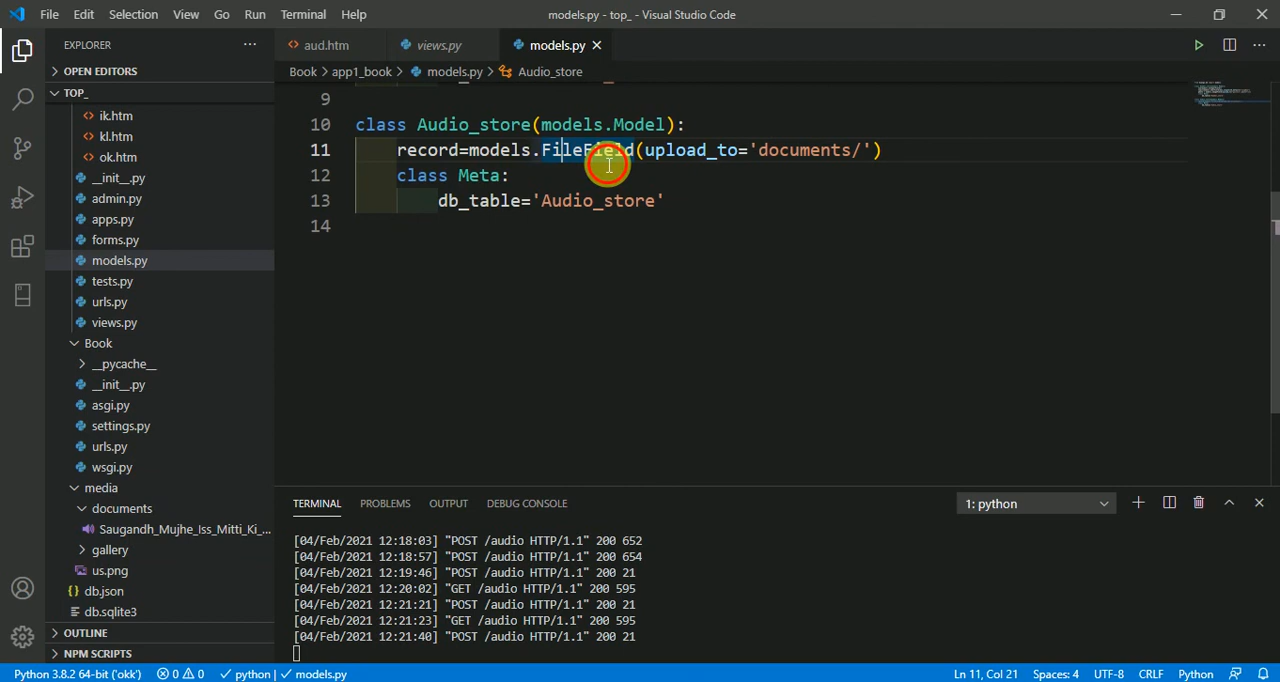 File Edit Selection View Go Run Terminal Help
models.py - top_ - Visual Studio Code
EXPLORER
aud.htm
views.py
models.py
OPEN EDITORS
Book > app1_book > models.py > Audio_store
TOP_
ik.htm
kl.htm
ok.htm
__init__.py
admin.py
apps.py
forms.py
models.py
tests.py
urls.py
views.py
Book
__pycache__
__init__.py
asgi.py
settings.py
urls.py
wsgi.py
media
documents
Saugandh_Mujhe_Iss_Mitti_Ki_...
gallery
us.png
{} db.json
db.sqlite3
OUTLINE
NPM SCRIPTS
9
10 class Audio_store(models.Model):
11 record=models.FileField(upload_to='documents/')
12 class Meta:
13 db_table='Audio_store'
14
TERMINAL PROBLEMS OUTPUT DEBUG CONSOLE
1: python
[04/Feb/2021 12:18:03] "POST /audio HTTP/1.1" 200 652
[04/Feb/2021 12:18:57] "POST /audio HTTP/1.1" 200 654
[04/Feb/2021 12:19:46] "POST /audio HTTP/1.1" 200 21
[04/Feb/2021 12:20:02] "GET /audio HTTP/1.1" 200 595
[04/Feb/2021 12:21:21] "POST /audio HTTP/1.1" 200 21
[04/Feb/2021 12:21:23] "GET /audio HTTP/1.1" 200 595
[04/Feb/2021 12:21:40] "POST /audio HTTP/1.1" 200 21
Python 3.8.2 64-bit ('okk') 0 0 python | models.py
Ln 11, Col 21 Spaces: 4 UTF-8 CRLF Python